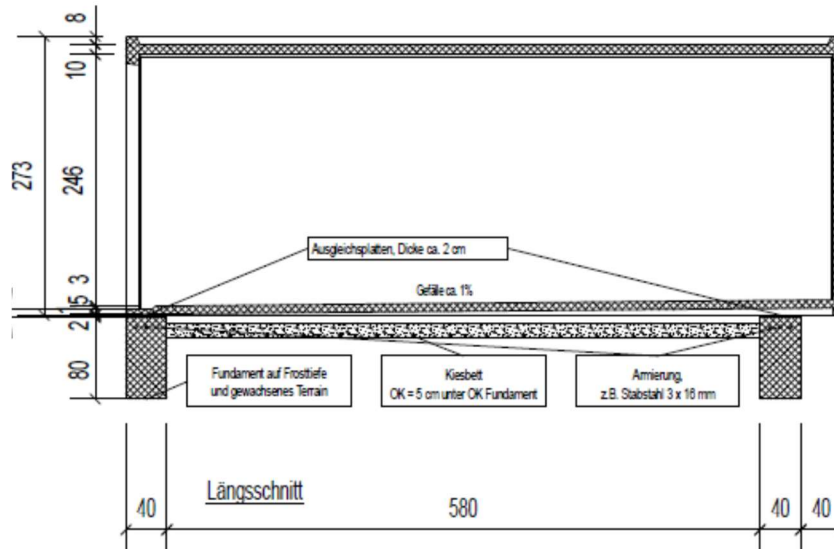 8
10
273
246
3
15
2
80
Ausgleichsplatten, Dicke ca. 2 cm
Gefälle ca. 1%
Fundament auf Frosttiefe
und gewachsenes Terrain
Kiesbett
OK = 5 cm unter OK Fundament
Armierung,
z.B. Stabstahl 3 x 16 mm
Längsschnitt
40
580
40
40